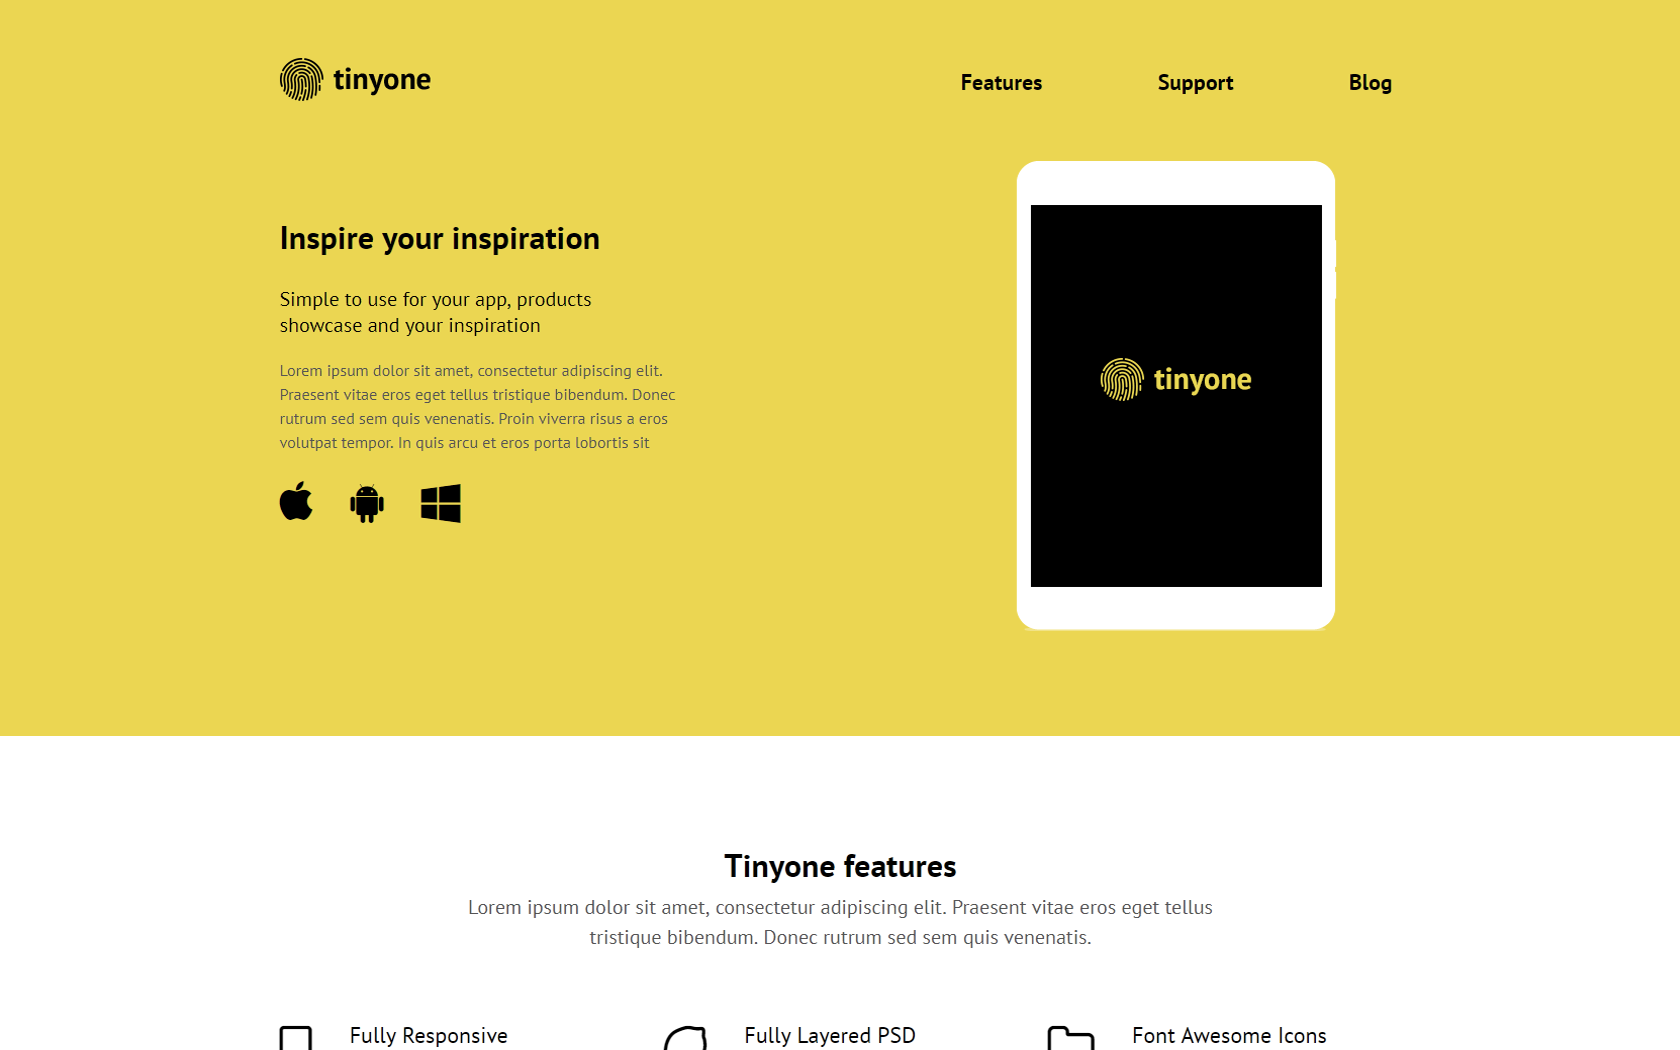 tinyone
Features
Support
Blog
Inspire your inspiration
Simple to use for your app, products
showcase and your inspiration
Lorem ipsum dolor sit amet, consectetur adipiscing elit.
Praesent vitae eros eget tellus tristique bibendum. Donec
rutrum sed sem quis venenatis. Proin viverra risus a eros
volutpat tempor. In quis arcu et eros porta lobortis sit
tinyone
Tinyone features
Lorem ipsum dolor sit amet, consectetur adipiscing elit. Praesent vitae eros eget tellus
tristique bibendum. Donec rutrum sed sem quis venenatis.
Fully Responsive
Fully Layered PSD
Font Awesome Icons